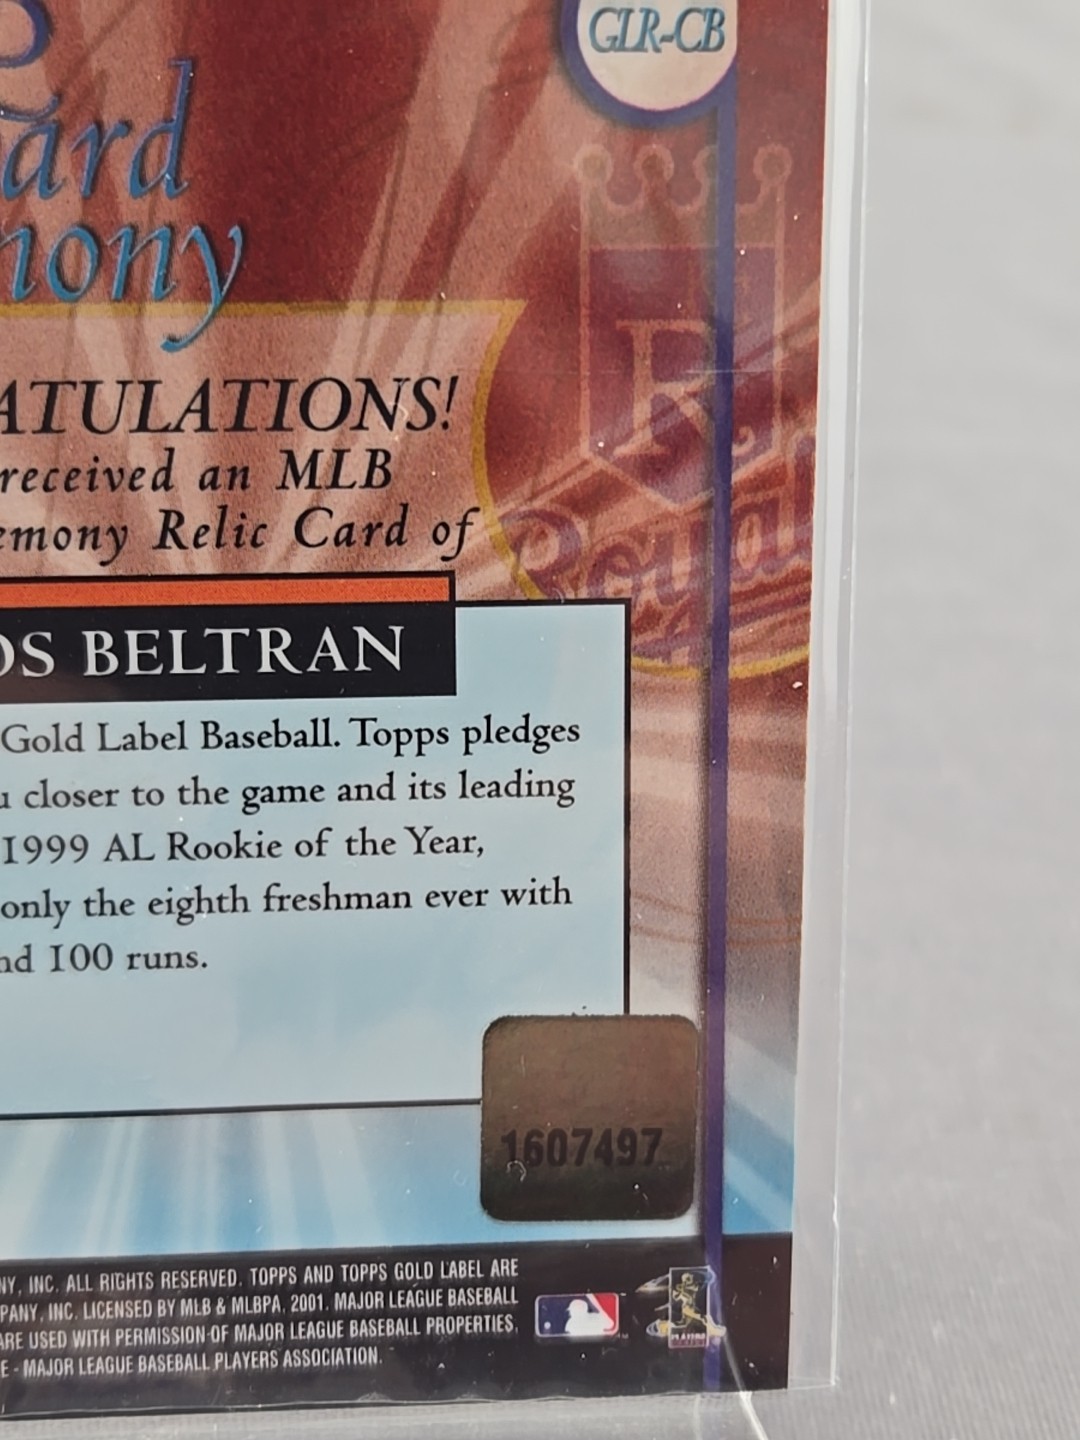 GLR-CB
ard
mony
R
Royals
ATULATIONS!
received an MLB
emony Relic Card of
OS BELTRAN
Gold Label Baseball. Topps pledges
u closer to the game and its leading
1999 AL Rookie of the Year,
only the eighth freshman ever with
nd 100 runs.
1607497
NY, INC. ALL RIGHTS RESERVED. TOPPS AND TOPPS GOLD LABEL ARE
PANY, INC. LICENSED BY MLB & MLBPA, 2001. MAJOR LEAGUE BASEBALL
ARE USED WITH PERMISSION OF MAJOR LEAGUE BASEBALL PROPERTIES,
E - MAJOR LEAGUE BASEBALL PLAYERS ASSOCIATION.
PLAYERS